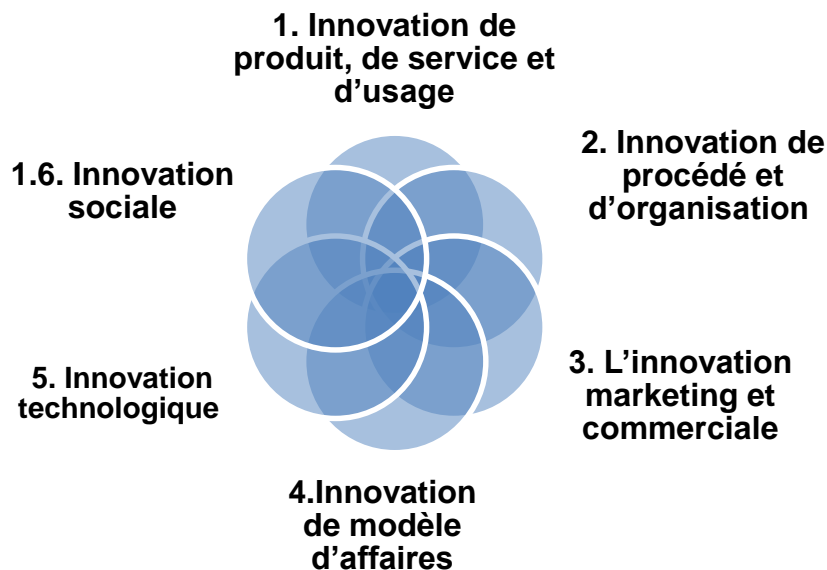 1. Innovation de
produit, de service et
d’usage
2. Innovation de
procédé et
d’organisation
3. L’innovation
marketing et
commerciale
4.Innovation
de modèle
d’affaires
5. Innovation
technologique
1.6. Innovation
sociale